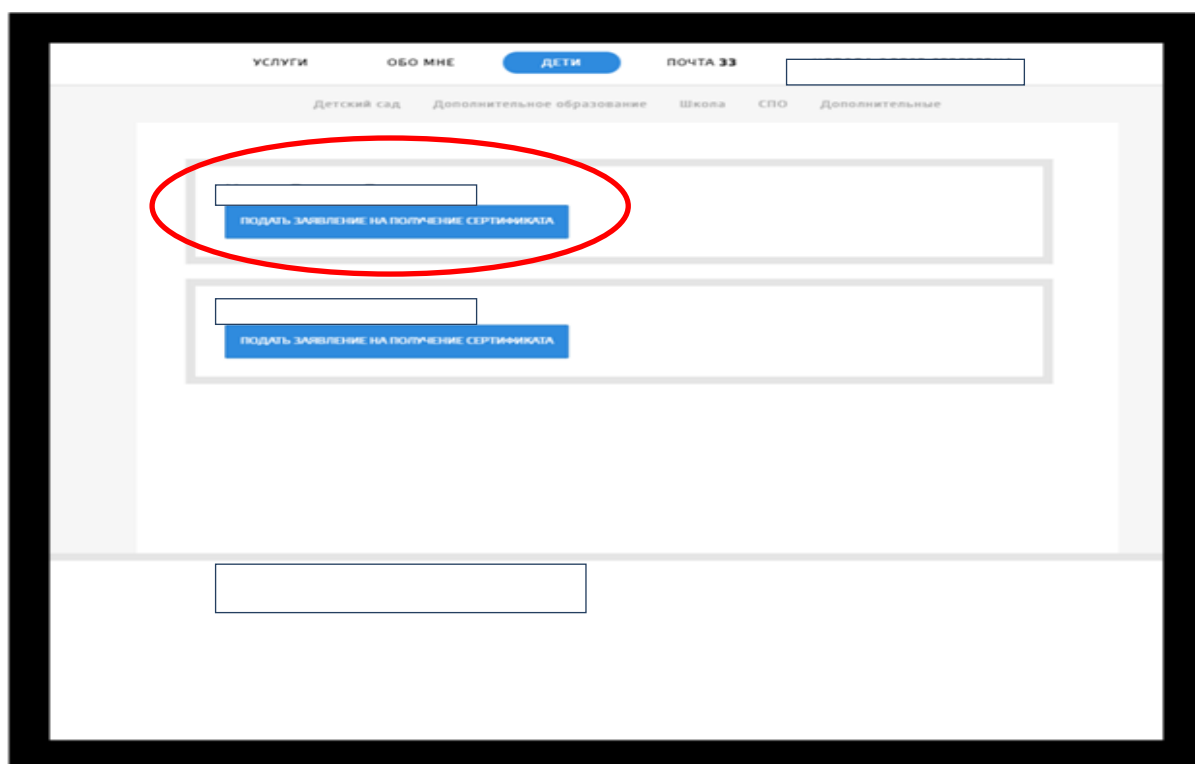 УСЛУГИ ОБО МНЕ ДЕТИ ПОЧТА 33
Детский сад Дополнительное образование Школа СПО Дополнительные
ПОДАТЬ ЗАЯВЛЕНИЕ НА ПОЛУЧЕНИЕ СЕРТИФИКАТА
ПОДАТЬ ЗАЯВЛЕНИЕ НА ПОЛУЧЕНИЕ СЕРТИФИКАТА